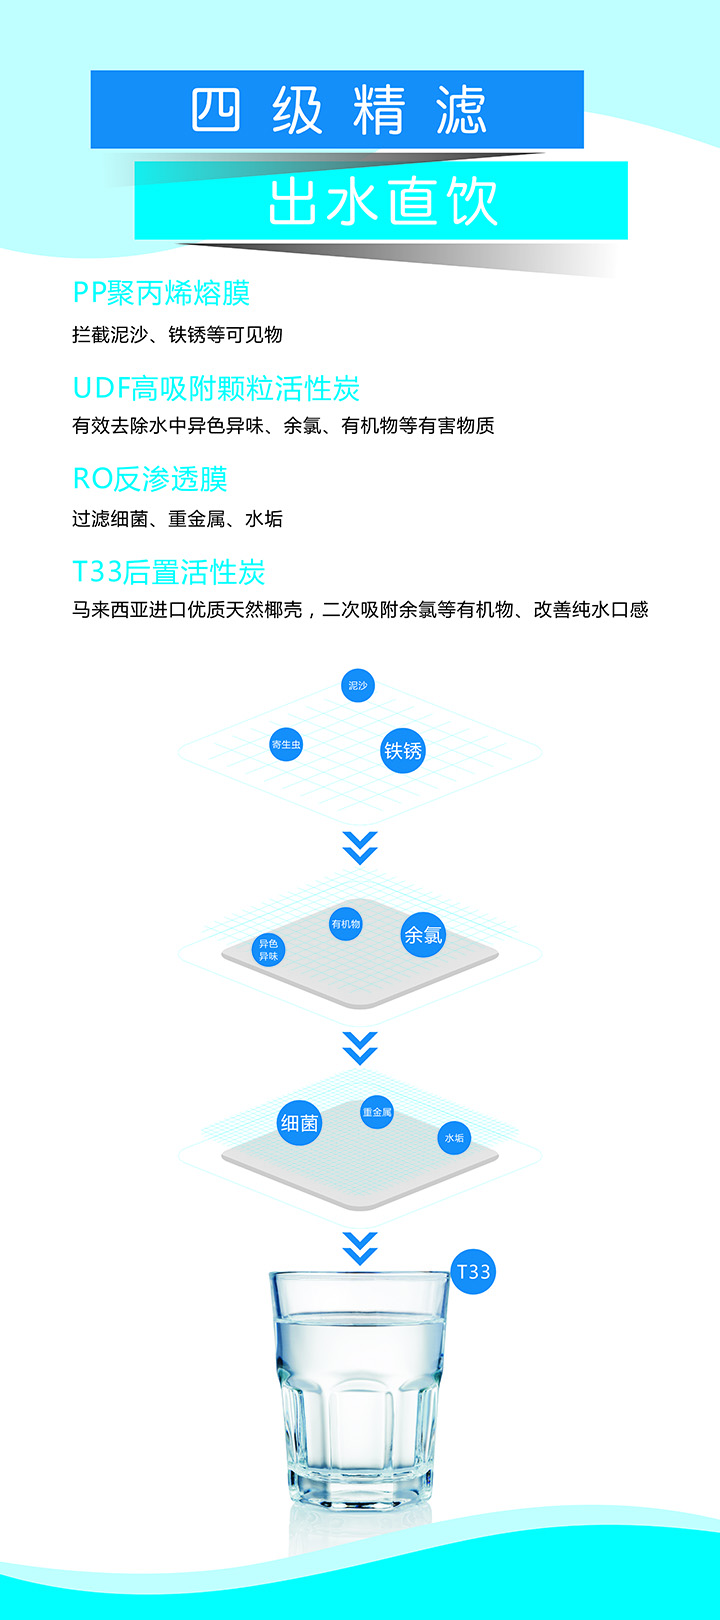 四级精滤
出水直饮
PP聚丙烯熔膜
拦截泥沙、铁锈等可见物
UDF高吸附颗粒活性炭
有效去除水中异色异味、余氯、有机物等有害物质
RO反渗透膜
过滤细菌、重金属、水垢
T33后置活性炭
马来西亚进口优质天然椰壳，二次吸附余氯等有机物、改善纯水口感
泥沙
寄生虫
铁锈
有机物
余氯
异色
异味
重金属
细菌
水垢
T33